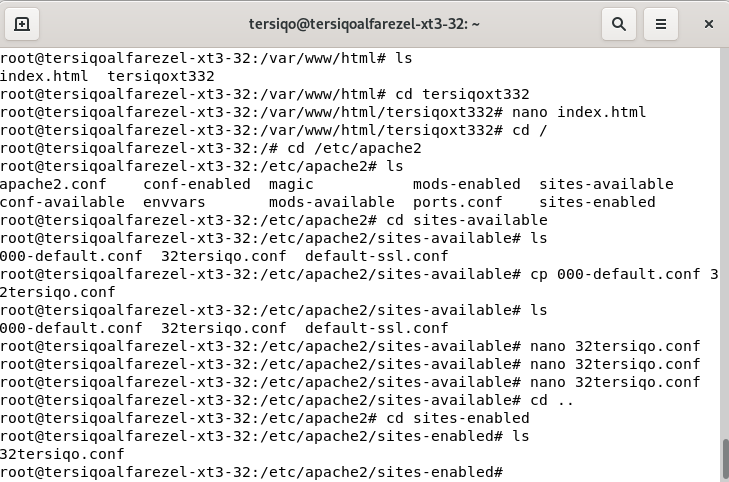 tersiqo@tersiqoalfarezel-xt3-32: ~
root@tersiqoalfarezel-xt3-32:/var/www/html# ls
index.html  tersiqoxt332
root@tersiqoalfarezel-xt3-32:/var/www/html# cd tersiqoxt332
root@tersiqoalfarezel-xt3-32:/var/www/html/tersiqoxt332# nano index.html
root@tersiqoalfarezel-xt3-32:/var/www/html/tersiqoxt332# cd /
root@tersiqoalfarezel-xt3-32:/# cd /etc/apache2
root@tersiqoalfarezel-xt3-32:/etc/apache2# ls
apache2.conf    conf-enabled  magic           mods-enabled  sites-available
conf-available  envvars       mods-available  ports.conf    sites-enabled
root@tersiqoalfarezel-xt3-32:/etc/apache2# cd sites-available
root@tersiqoalfarezel-xt3-32:/etc/apache2/sites-available# ls
000-default.conf  32tersiqo.conf  default-ssl.conf
root@tersiqoalfarezel-xt3-32:/etc/apache2/sites-available# cp 000-default.conf 3
2tersiqo.conf
root@tersiqoalfarezel-xt3-32:/etc/apache2/sites-available# ls
000-default.conf  32tersiqo.conf  default-ssl.conf
root@tersiqoalfarezel-xt3-32:/etc/apache2/sites-available# nano 32tersiqo.conf
root@tersiqoalfarezel-xt3-32:/etc/apache2/sites-available# nano 32tersiqo.conf
root@tersiqoalfarezel-xt3-32:/etc/apache2/sites-available# nano 32tersiqo.conf
root@tersiqoalfarezel-xt3-32:/etc/apache2/sites-available# cd ..
root@tersiqoalfarezel-xt3-32:/etc/apache2# cd sites-enabled
root@tersiqoalfarezel-xt3-32:/etc/apache2/sites-enabled# ls
32tersiqo.conf
root@tersiqoalfarezel-xt3-32:/etc/apache2/sites-enabled#